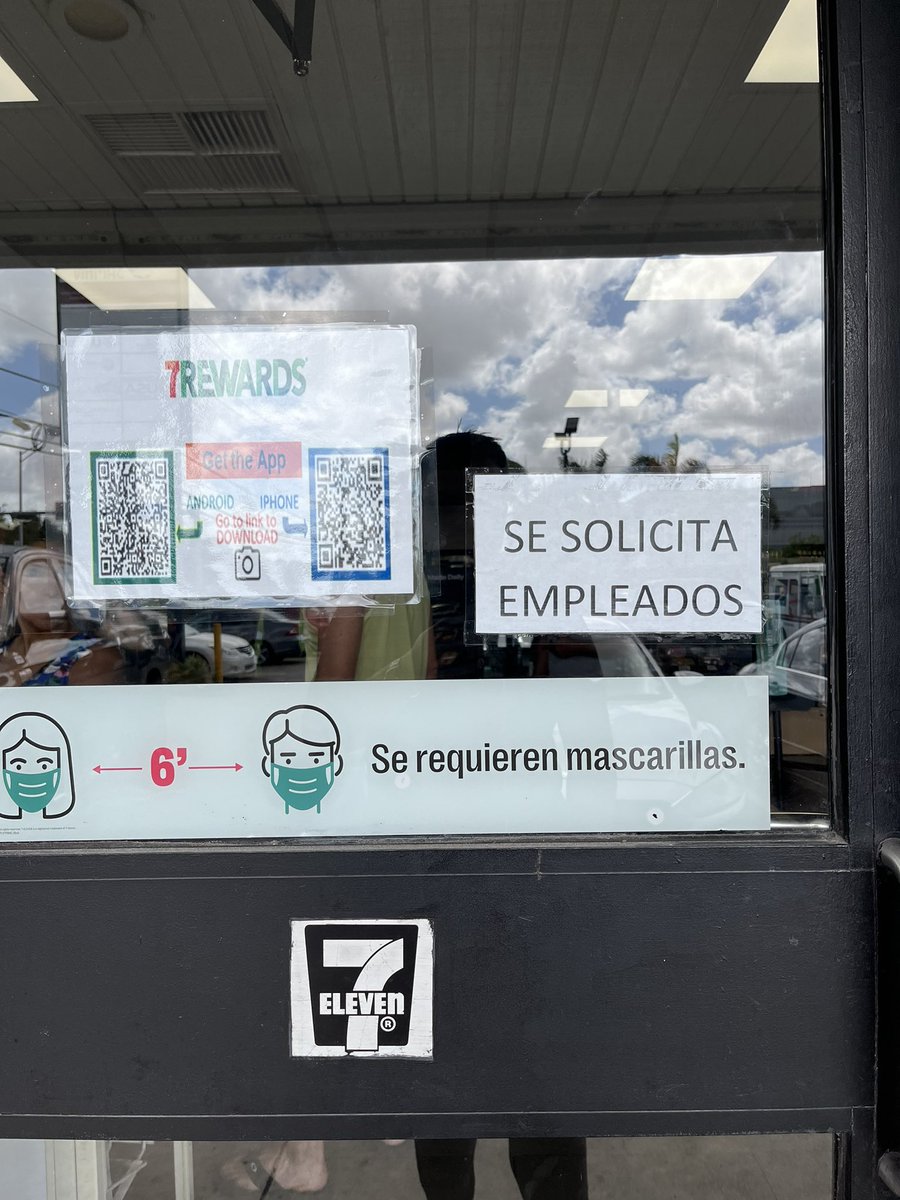 7REWARDS
Get the App
ANDROID IPHONE
Go to link to
DOWNLOAD
SE SOLICITA
EMPLEADOS
6'
Se requieren mascarillas.
7
ELEVEn
®